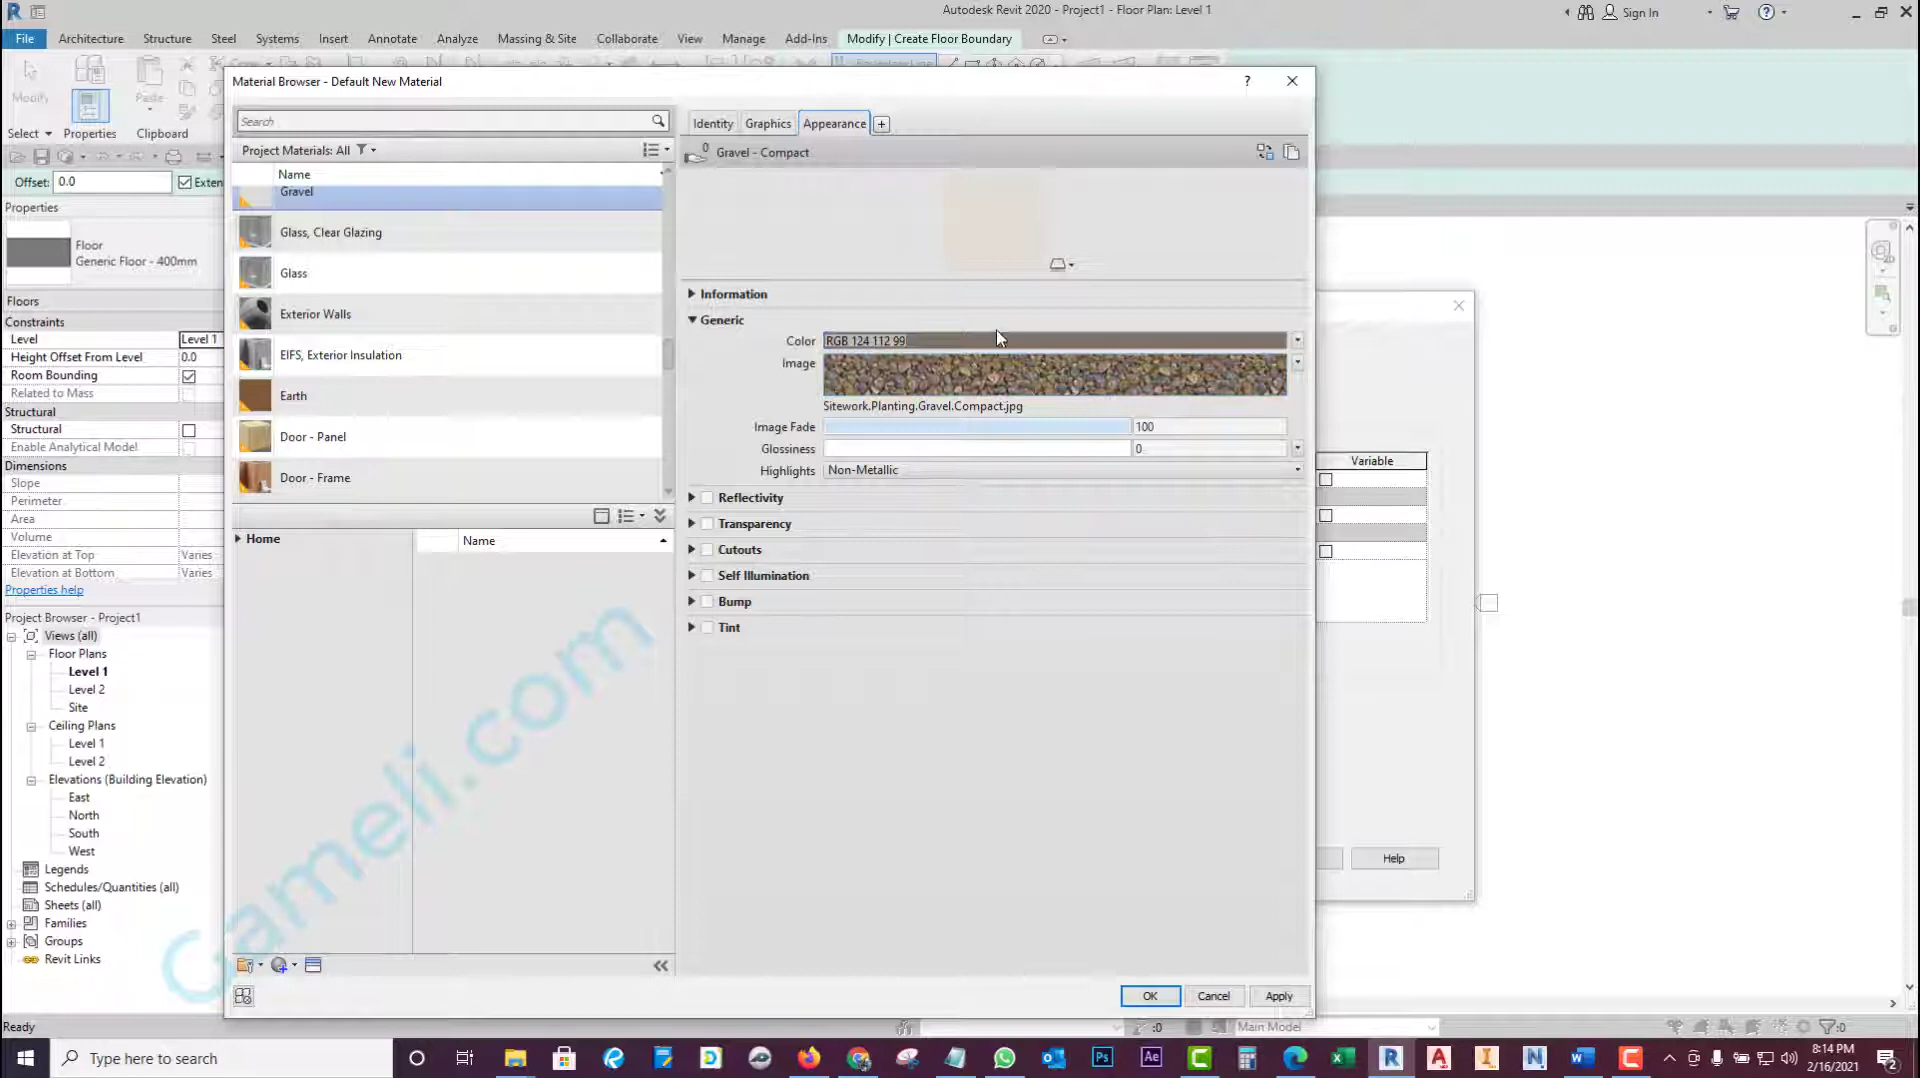 Autodesk Revit 2020 - Project1 - Floor Plan: Level 1
Sign In
File Architecture Structure Steel Systems Insert Annotate Analyze Massing & Site Collaborate View Manage Add-Ins Modify | Create Floor Boundary
Modify
Paste
Select Properties Clipboard
Offset: 0.0 Exten
Properties
Floor
Generic Floor - 400mm
Floors
Constraints
Level Level 1
Height Offset From Level 0.0
Room Bounding
Related to Mass
Structural
Structural
Enable Analytical Model
Dimensions
Slope
Perimeter
Area
Volume
Elevation at Top Varies
Elevation at Bottom Varies
Properties help
Project Browser - Project1
Views (all)
Floor Plans
Level 1
Level 2
Site
Ceiling Plans
Level 1
Level 2
Elevations (Building Elevation)
East
North
South
West
Legends
Schedules/Quantities (all)
Sheets (all)
Families
Groups
Revit Links
Ready
Material Browser - Default New Material
Search
Project Materials: All
Name
Gravel
Glass, Clear Glazing
Glass
Exterior Walls
EIFS, Exterior Insulation
Earth
Door - Panel
Door - Frame
Home
Name
Identity Graphics Appearance
0 Gravel - Compact
Information
Generic
Color RGB 124 112 99
Image
Sitework.Planting.Gravel.Compact.jpg
Image Fade 100
Glossiness 0
Highlights Non-Metallic
Reflectivity
Transparency
Cutouts
Self Illumination
Bump
Tint
OK Cancel Apply
Variable
Help
:0 Main Model :0
Gameli.com
Type here to search
8:14 PM
2/16/2021
2